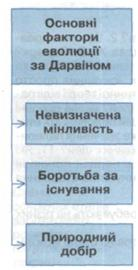 Основні
фактори
еволюції
за Дарвіном
Невизначена
мінливість
Боротьба за
існування
Природний
добір